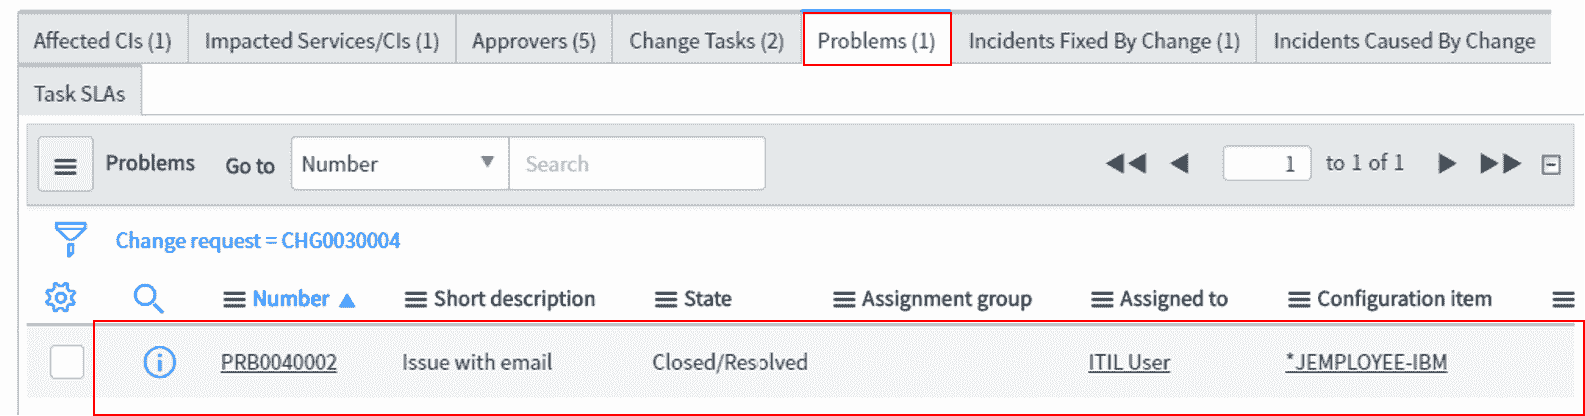 Affected CIs (1) Impacted Services/CIs (1) Approvers (5) Change Tasks (2) Problems (1) Incidents Fixed By Change (1) Incidents Caused By Change
Task SLAs
Problems Go to Number Search 1 to 1 of 1
Change request = CHG0030004
Number Short description State Assignment group Assigned to Configuration item
PRB0040002 Issue with email Closed/Resolved ITIL User *JEMPLOYEE-IBM